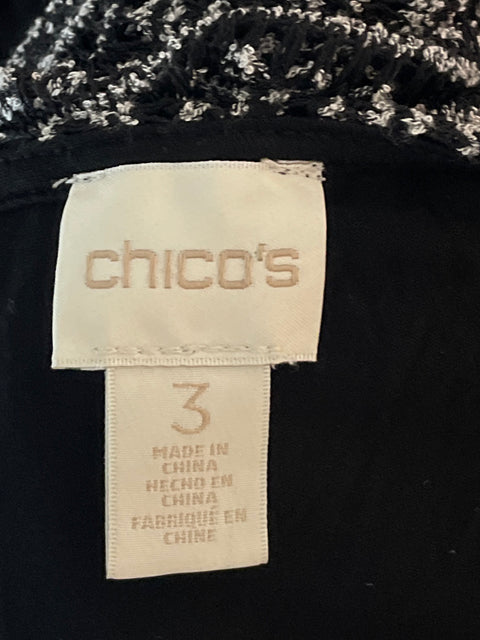 chico's
3
MADE IN
CHINA
HECHO EN
CHINA
FABRIQUÉ EN
CHINE